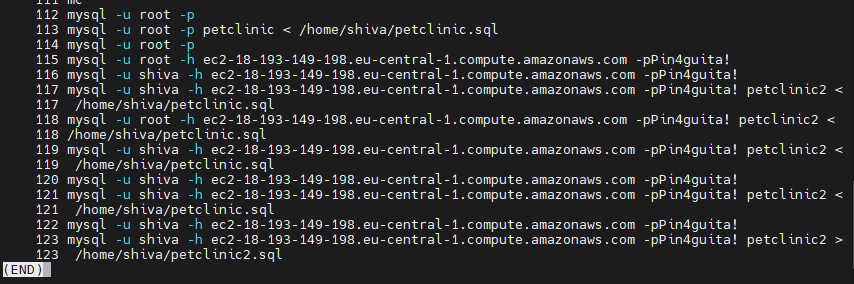 111 mc
112 mysql -u root -p
113 mysql -u root -p petclinic < /home/shiva/petclinic.sql
114 mysql -u root -p
115 mysql -u root -h ec2-18-193-149-198.eu-central-1.compute.amazonaws.com -pPin4guita!
116 mysql -u shiva -h ec2-18-193-149-198.eu-central-1.compute.amazonaws.com -pPin4guita!
117 mysql -u shiva -h ec2-18-193-149-198.eu-central-1.compute.amazonaws.com -pPin4guita! petclinic2 <
117  /home/shiva/petclinic.sql
118 mysql -u root -h ec2-18-193-149-198.eu-central-1.compute.amazonaws.com -pPin4guita! petclinic2 <
118 /home/shiva/petclinic.sql
119 mysql -u shiva -h ec2-18-193-149-198.eu-central-1.compute.amazonaws.com -pPin4guita! petclinic2 <
119  /home/shiva/petclinic.sql
120 mysql -u shiva -h ec2-18-193-149-198.eu-central-1.compute.amazonaws.com -pPin4guita!
121 mysql -u shiva -h ec2-18-193-149-198.eu-central-1.compute.amazonaws.com -pPin4guita! petclinic2 <
121  /home/shiva/petclinic.sql
122 mysql -u shiva -h ec2-18-193-149-198.eu-central-1.compute.amazonaws.com -pPin4guita!
123 mysql -u shiva -h ec2-18-193-149-198.eu-central-1.compute.amazonaws.com -pPin4guita! petclinic2 >
123  /home/shiva/petclinic2.sql
(END)